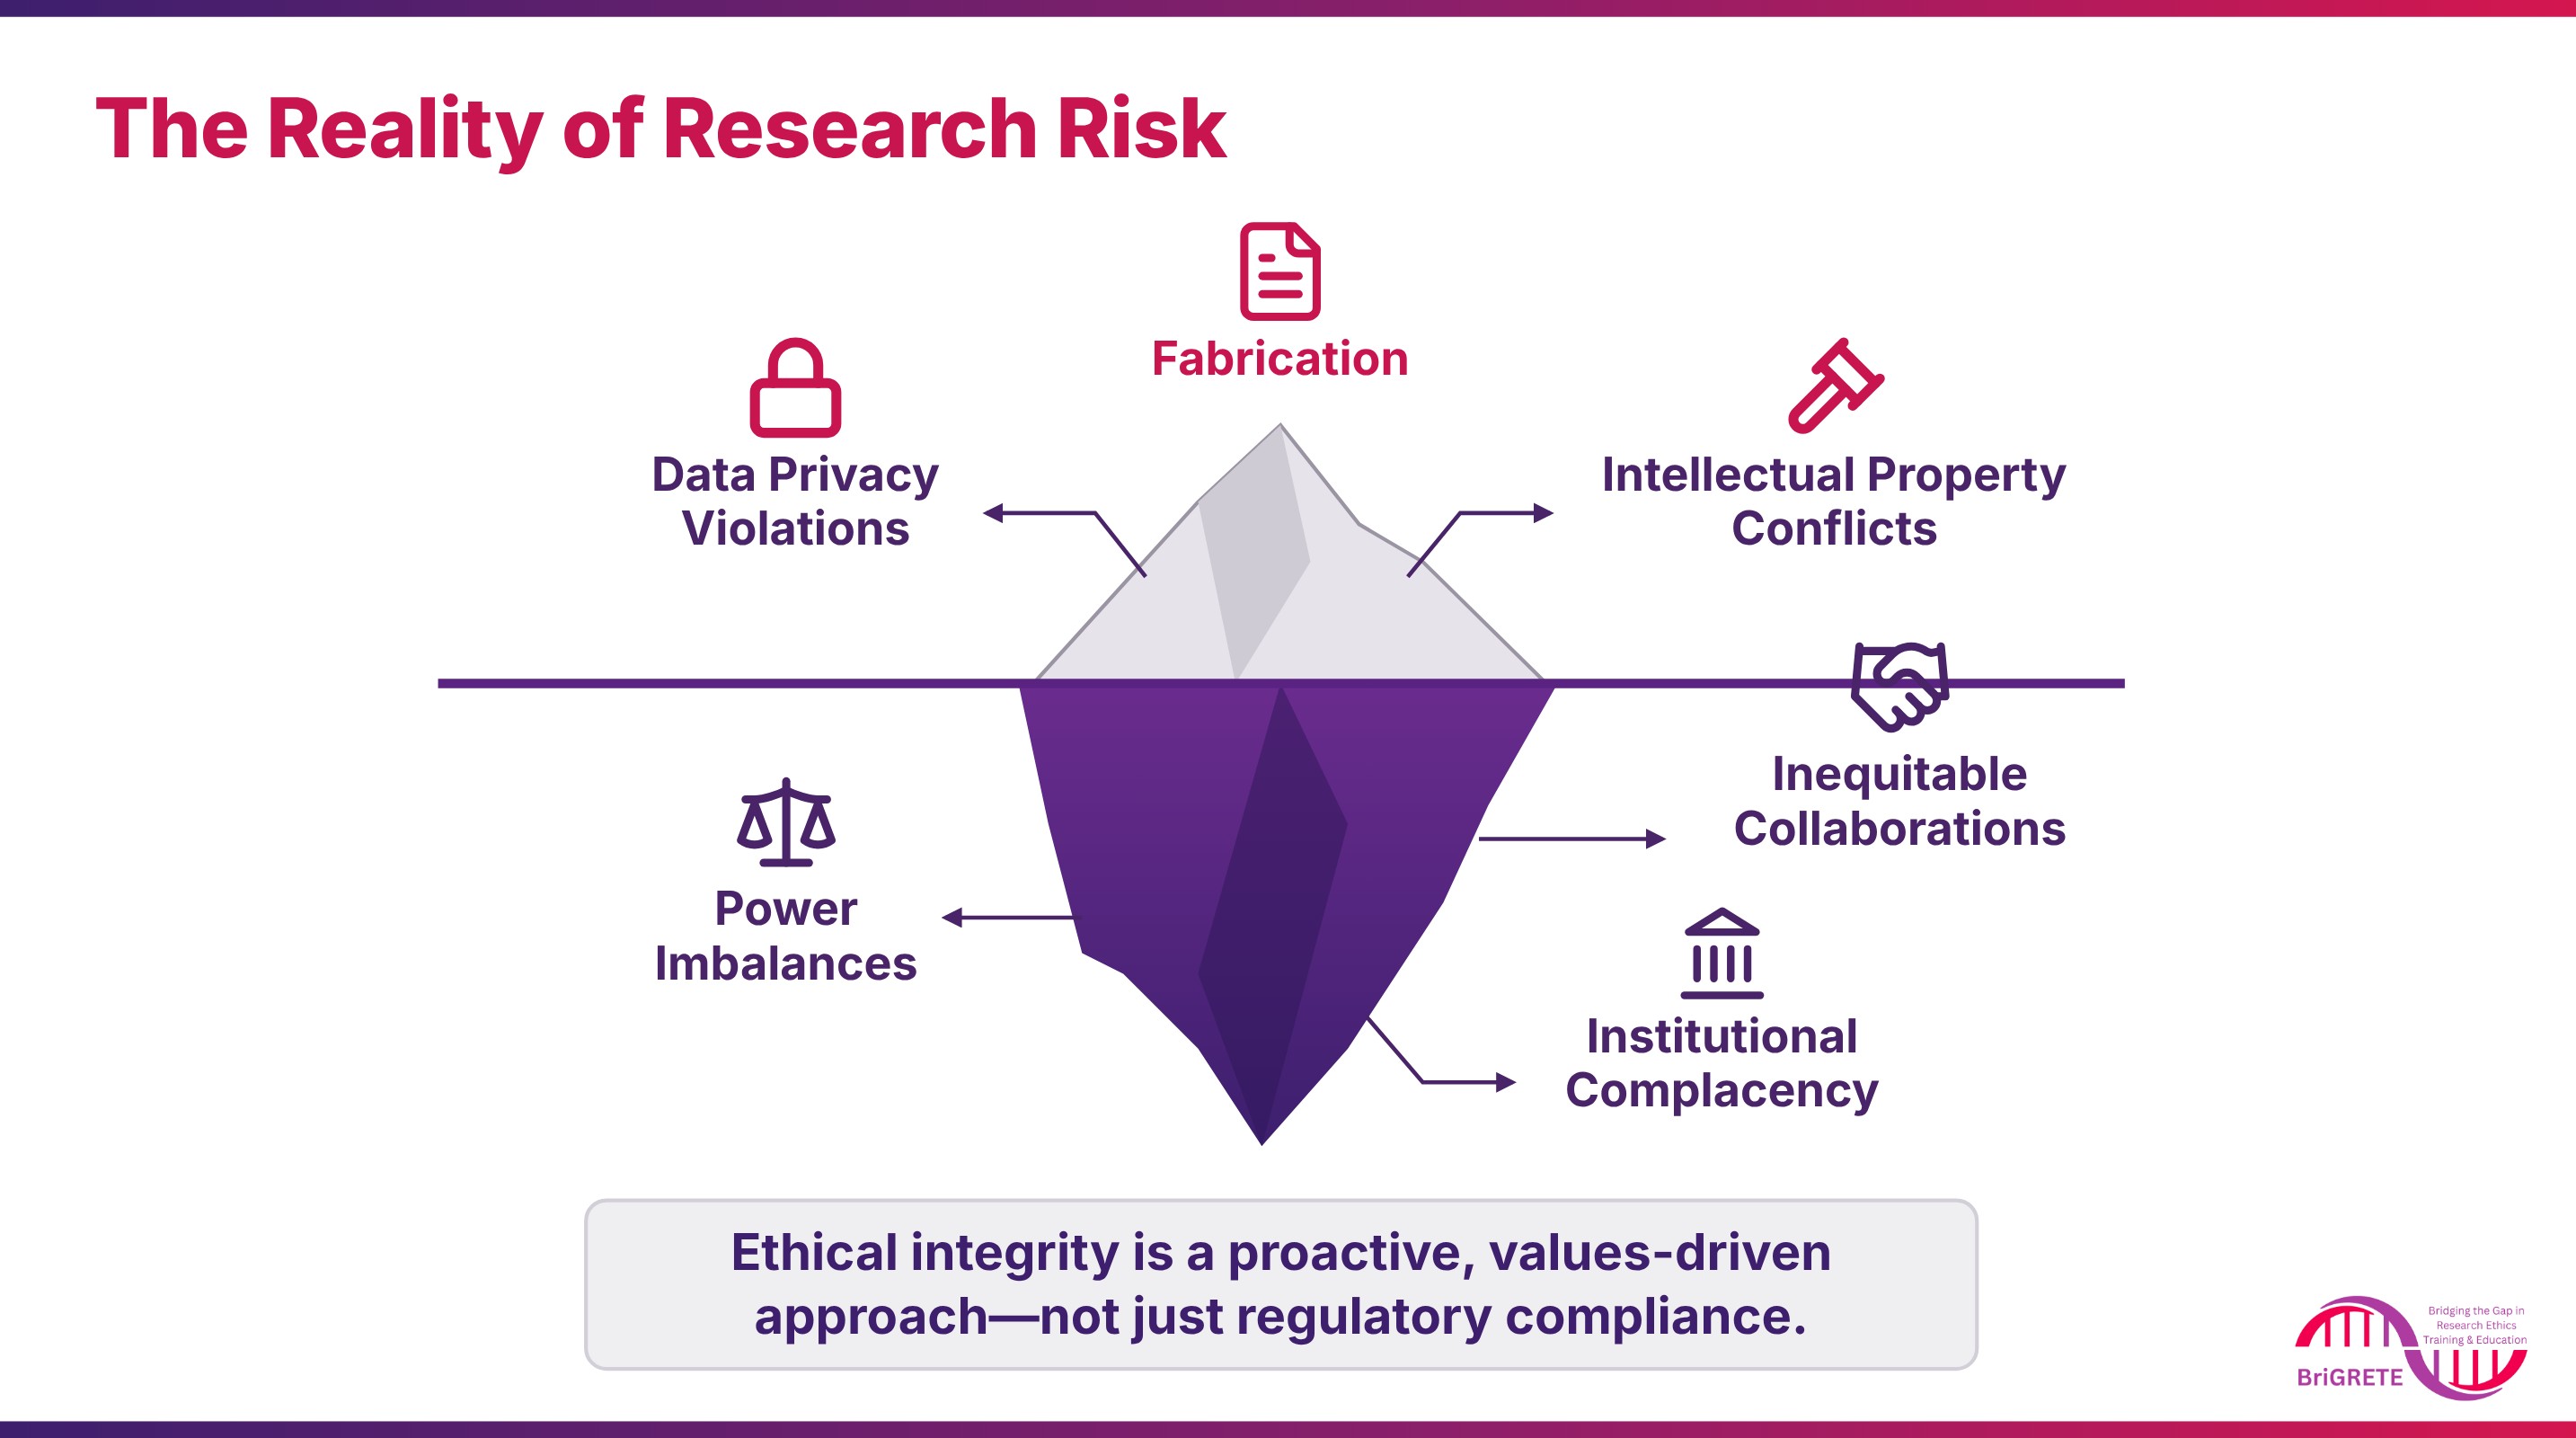 The Reality of Research Risk
Fabrication
Data Privacy
Violations
Intellectual Property
Conflicts
Inequitable
Collaborations
Power
Imbalances
Institutional
Complacency
Ethical integrity is a proactive, values-driven
approach—not just regulatory compliance.
Bridging the Gap in
Research Ethics
Training & Education
BriGRETE